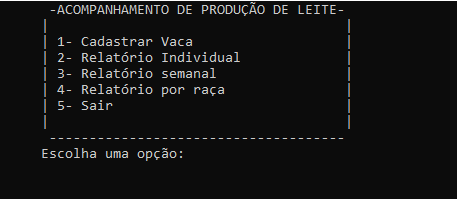 -ACOMPANHAMENTO DE PRODUÇÃO DE LEITE-
1- Cadastrar Vaca
2- Relatório Individual
3- Relatório semanal
4- Relatório por raça
5- Sair
-----------------------------------
Escolha uma opção: